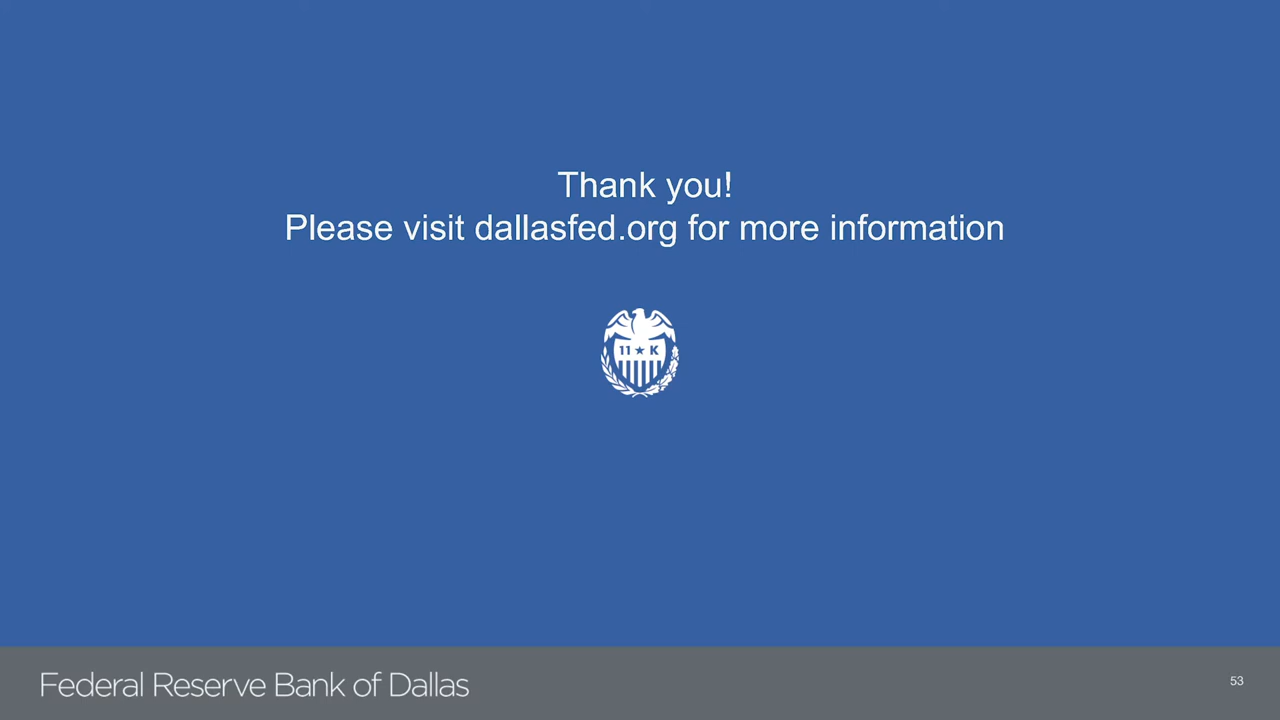 Thank you!
Please visit dallasfed.org for more information
11 ★ K
Federal Reserve Bank of Dallas
53